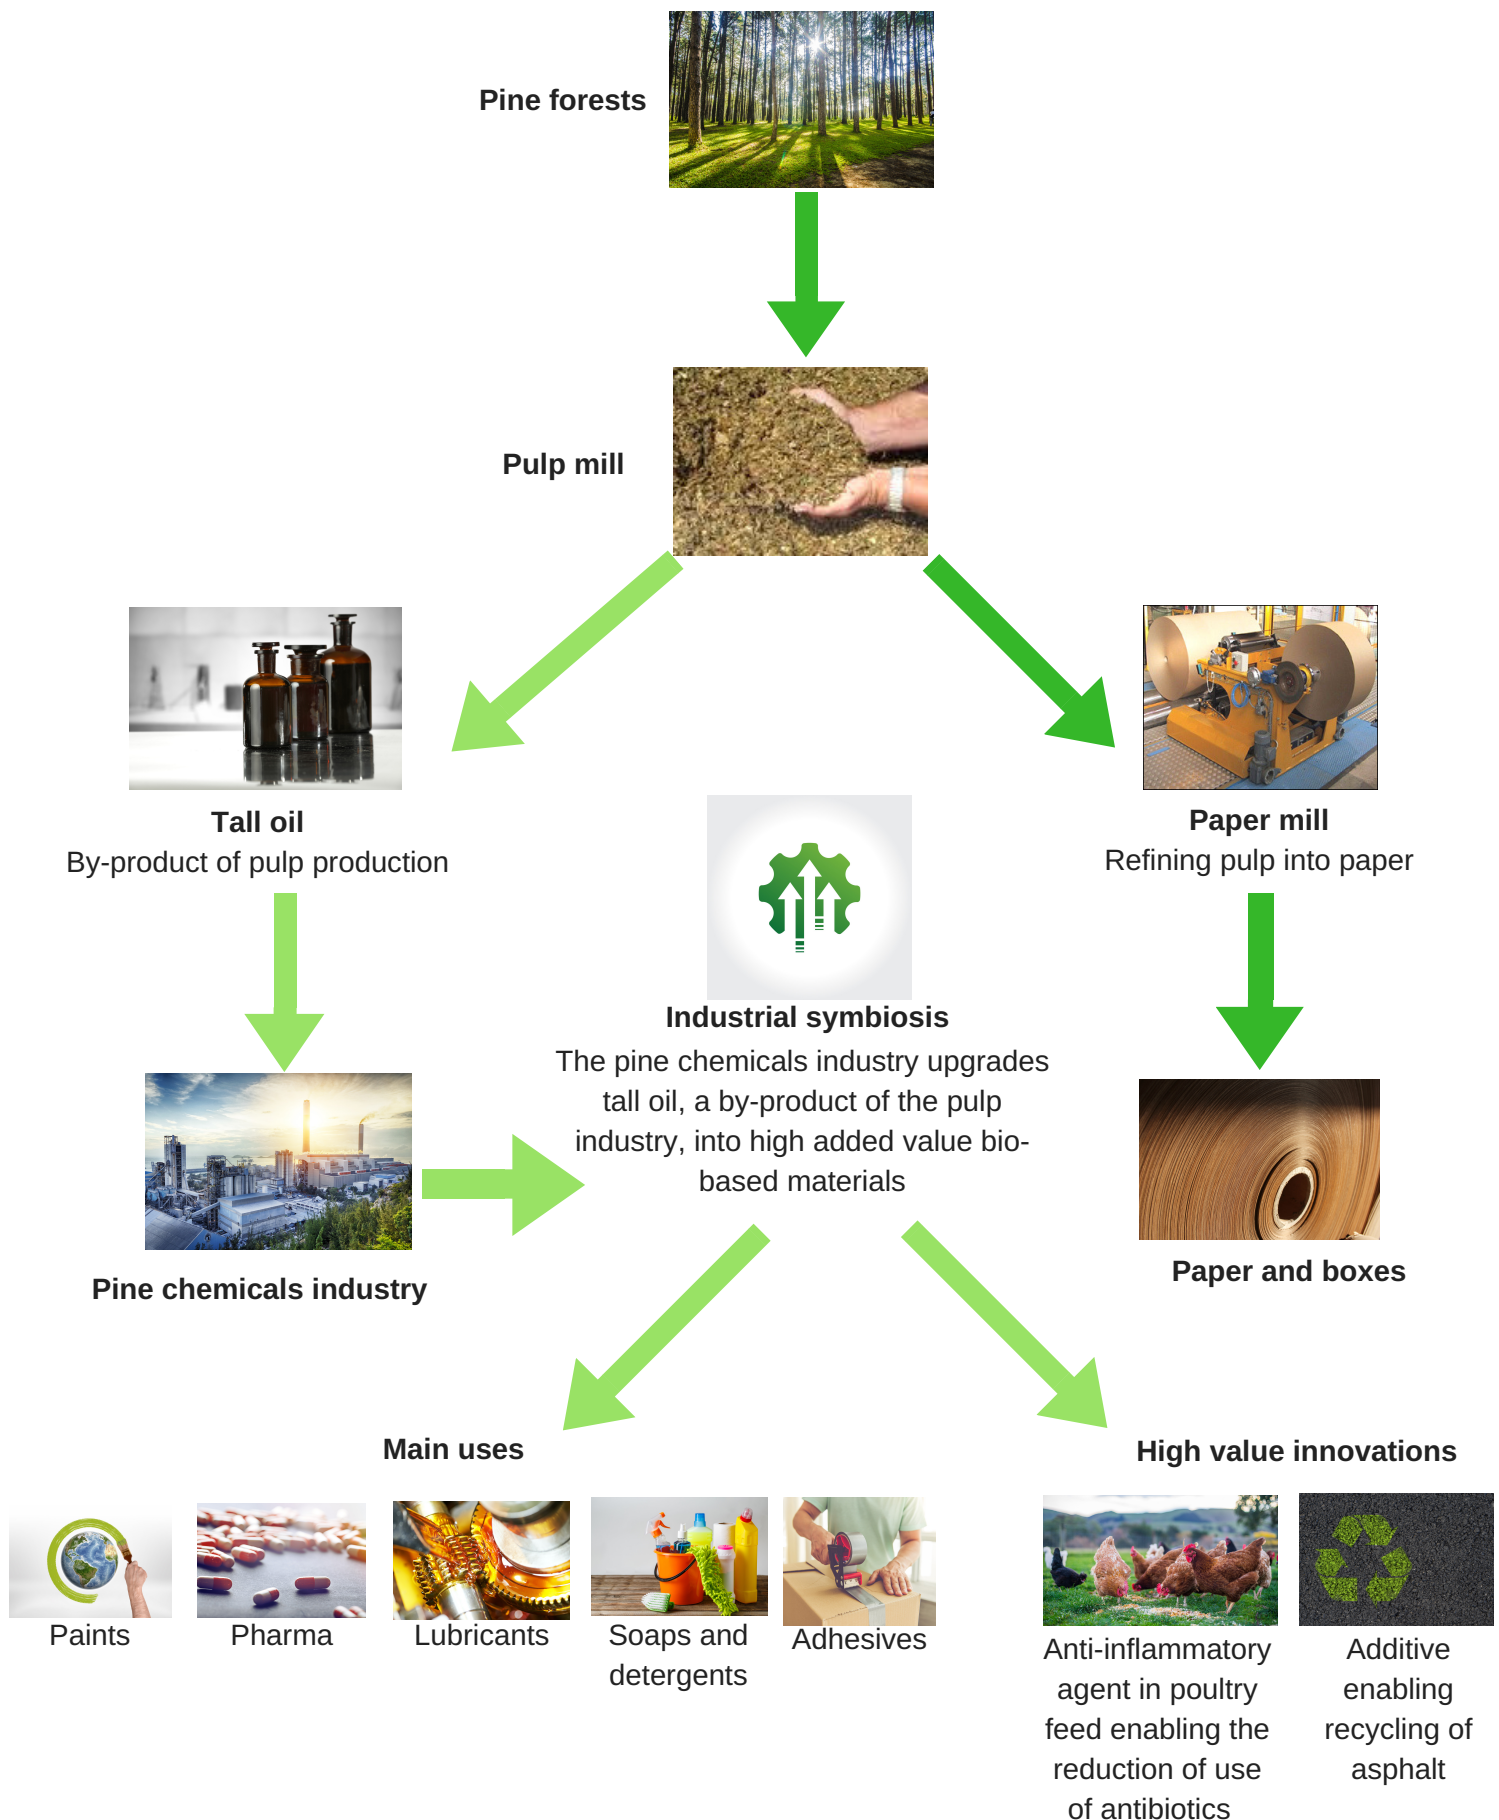 Pine forests
Pulp mill
Tall oil
By-product of pulp production
Paper mill
Refining pulp into paper
Industrial symbiosis
The pine chemicals industry upgrades
tall oil, a by-product of the pulp
industry, into high added value bio-
based materials
Pine chemicals industry
Paper and boxes
Main uses
Paints
Pharma
Lubricants
Soaps and
detergents
Adhesives
High value innovations
Anti-inflammatory
agent in poultry
feed enabling the
reduction of use
of antibiotics
Additive
enabling
recycling of
asphalt